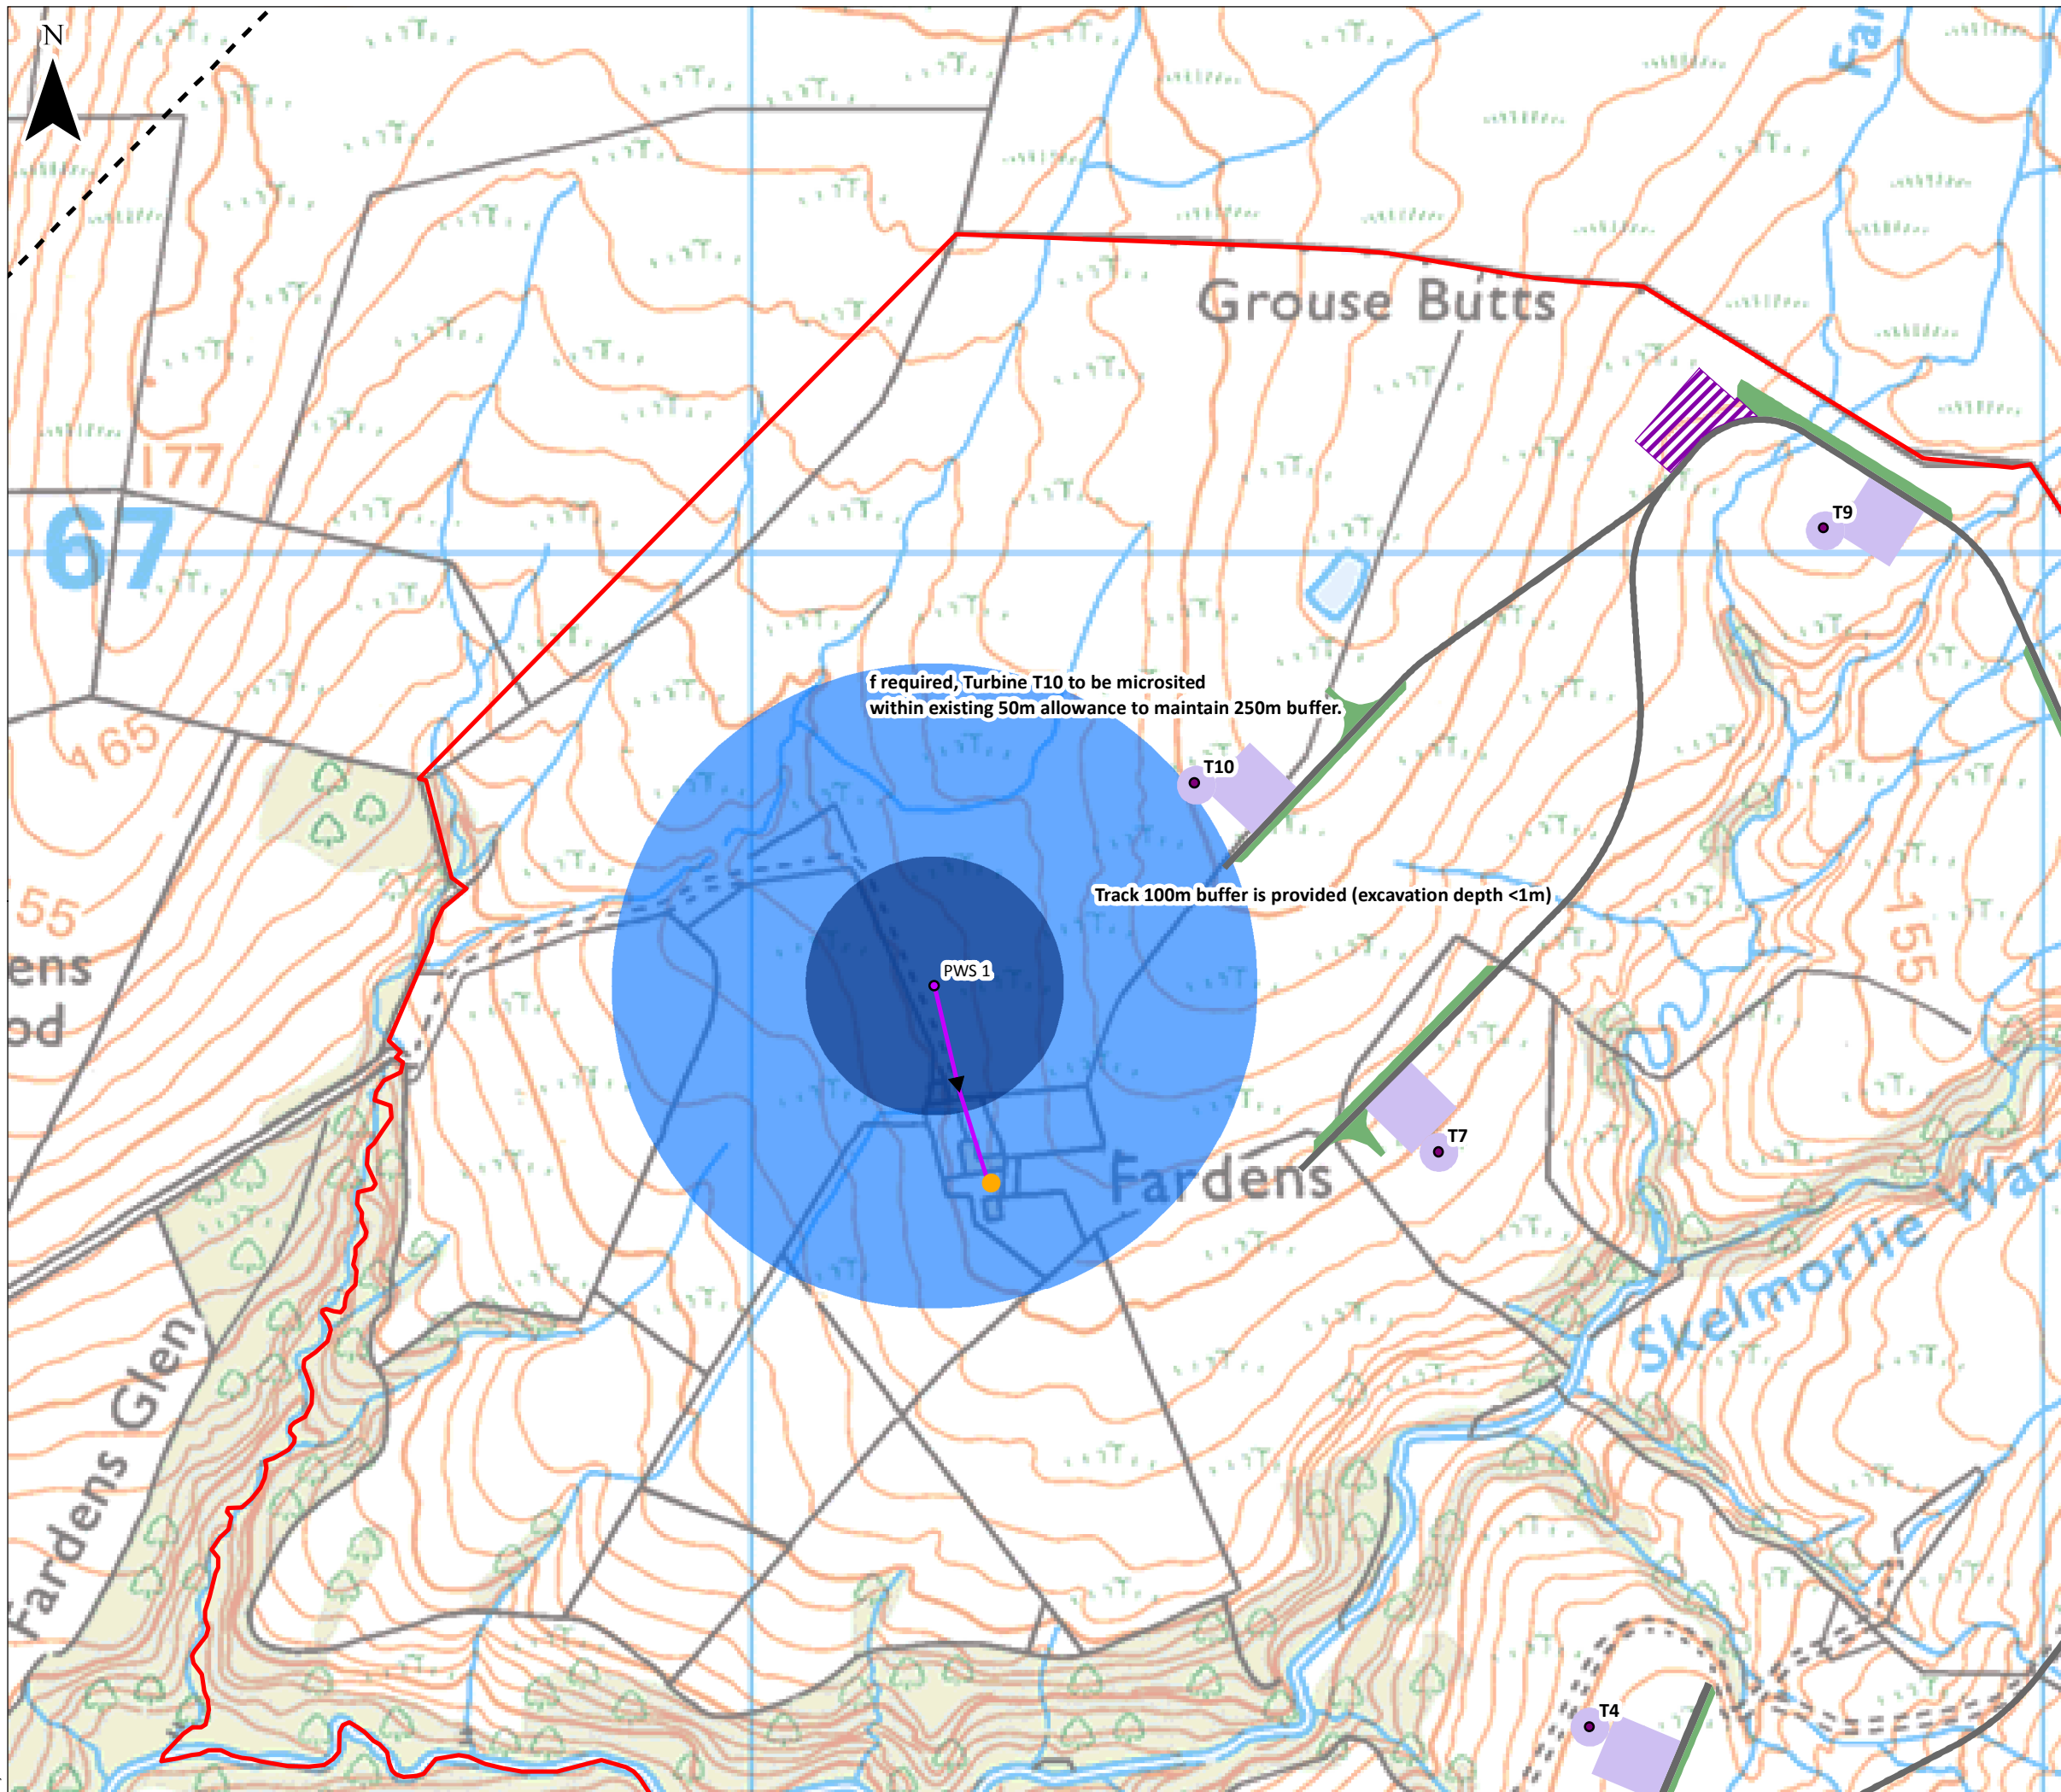 N
Far
Grouse Butts
177
67
T9
f required, Turbine T10 to be microsited
within existing 50m allowance to maintain 250m buffer.
165
T10
Track 100m buffer is provided (excavation depth <1m)
55
155
ens
od
PWS 1
T7
Fardens
Skelmorlie Wate
Fardens Glen
T4